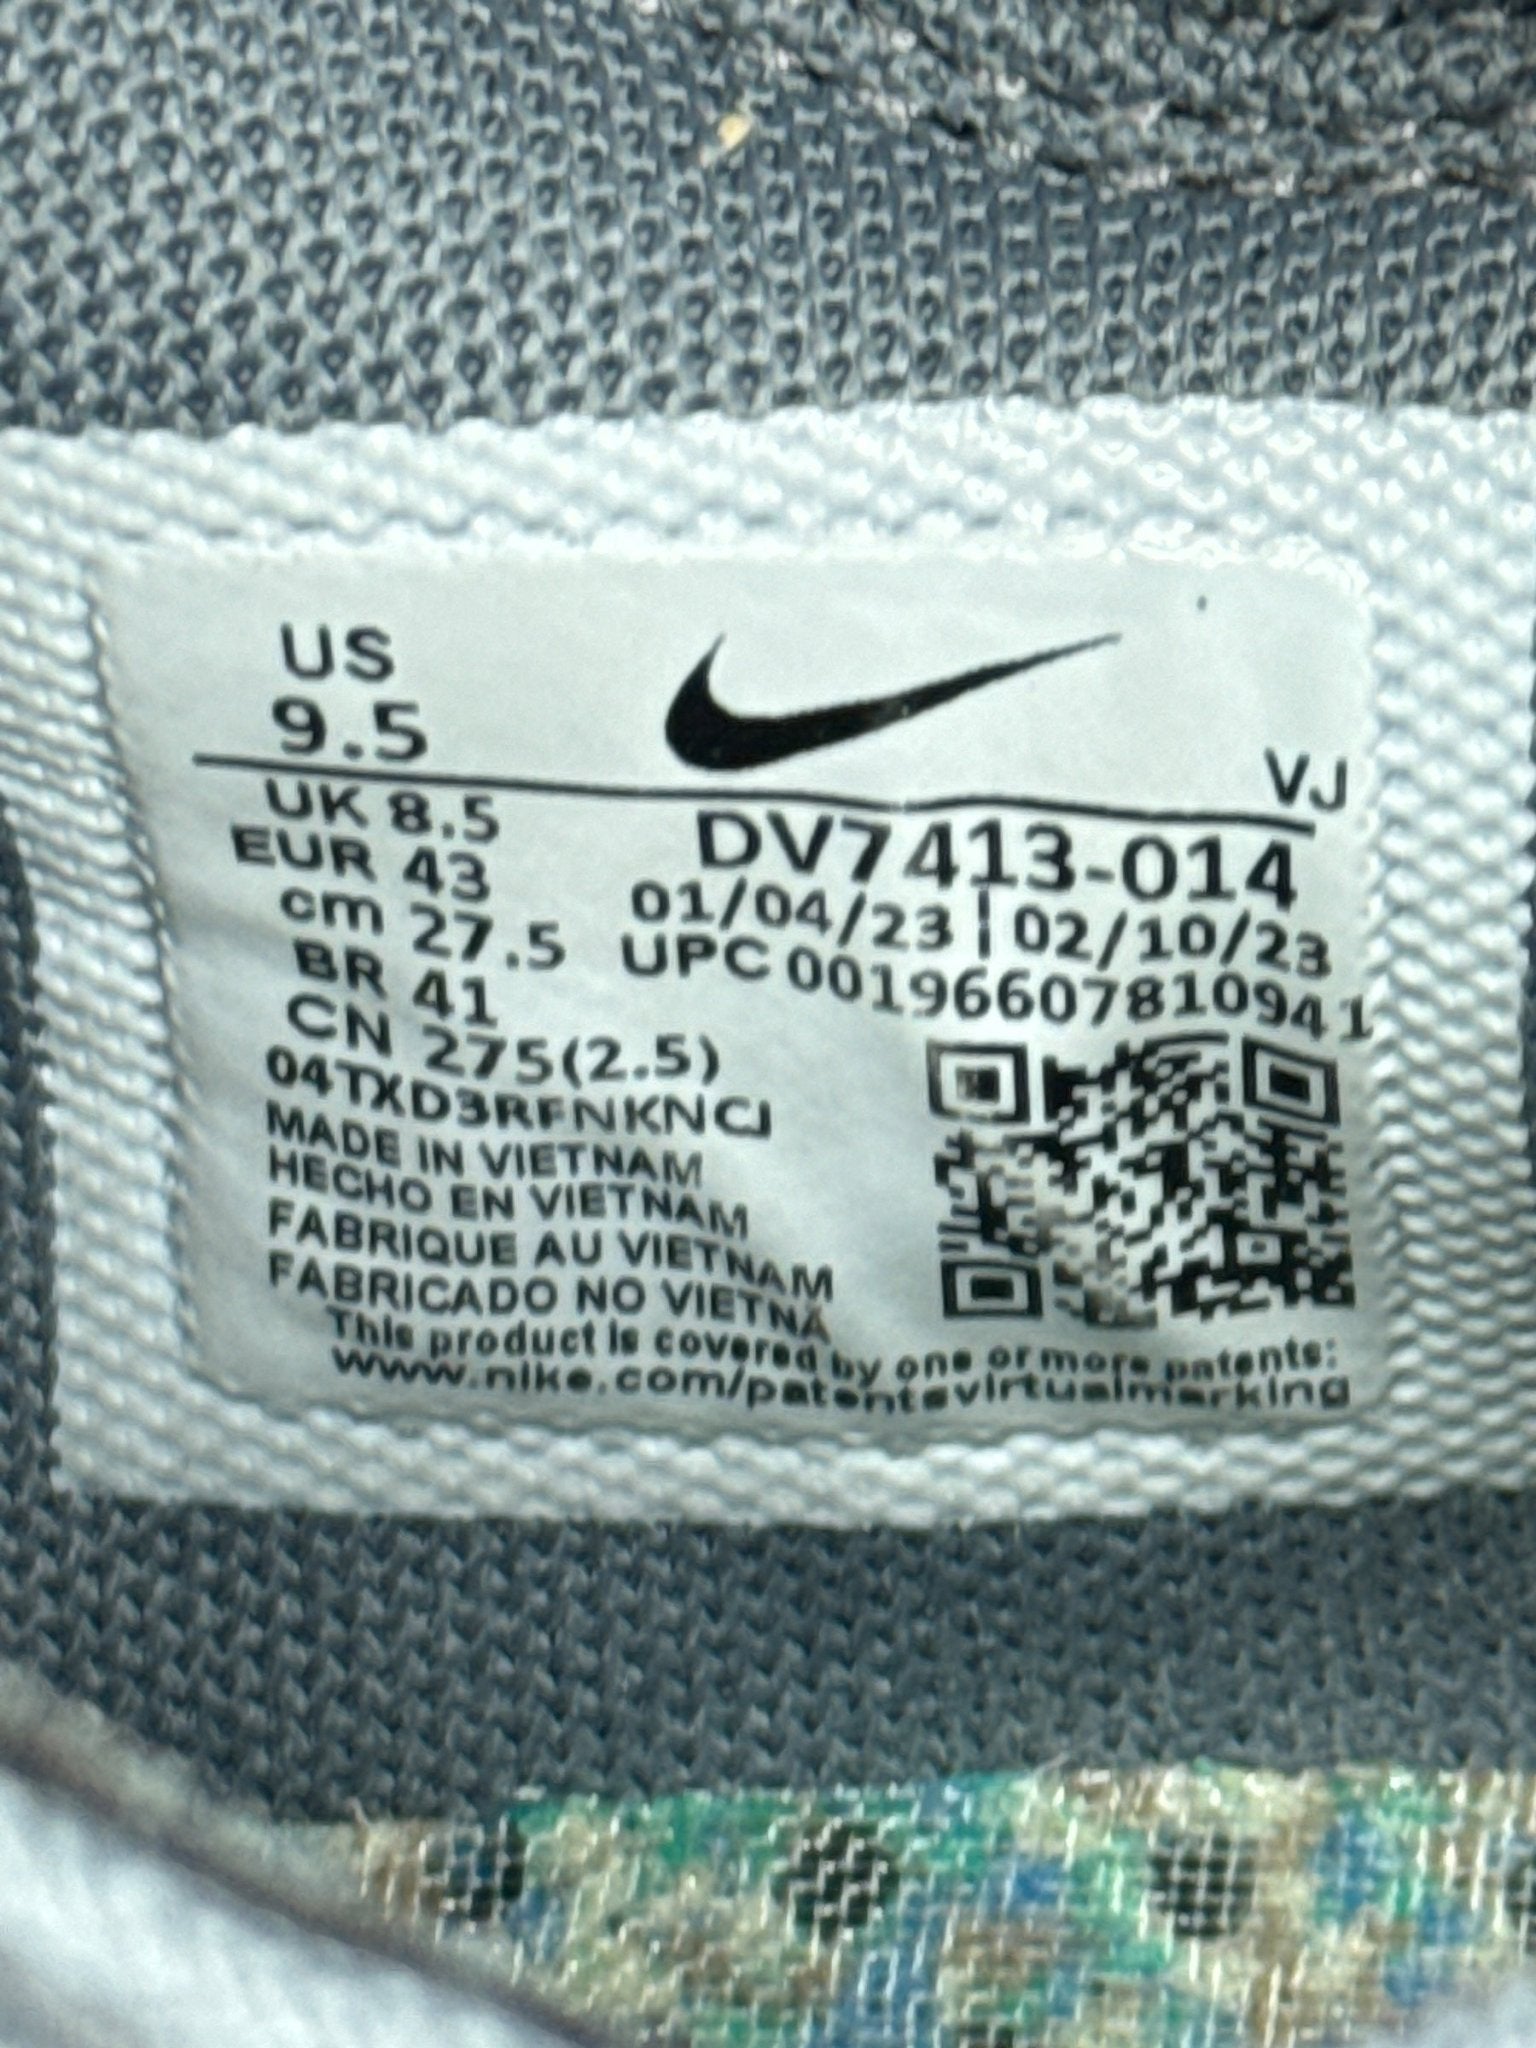 US
9.5
VJ
UK 8.5
EUR 43
cm 27.5
BR 41
CN 275(2.5)
DV7413-014
01/04/23 | 02/10/23
UPC 00196607810941
04TXD3RFNKNCJ
MADE IN VIETNAM
HECHO EN VIETNAM
FABRIQUE AU VIETNAM
FABRICADO NO VIETNA
This product is covered by one or more patents:
www.nike.com/patentsvirtualmarking